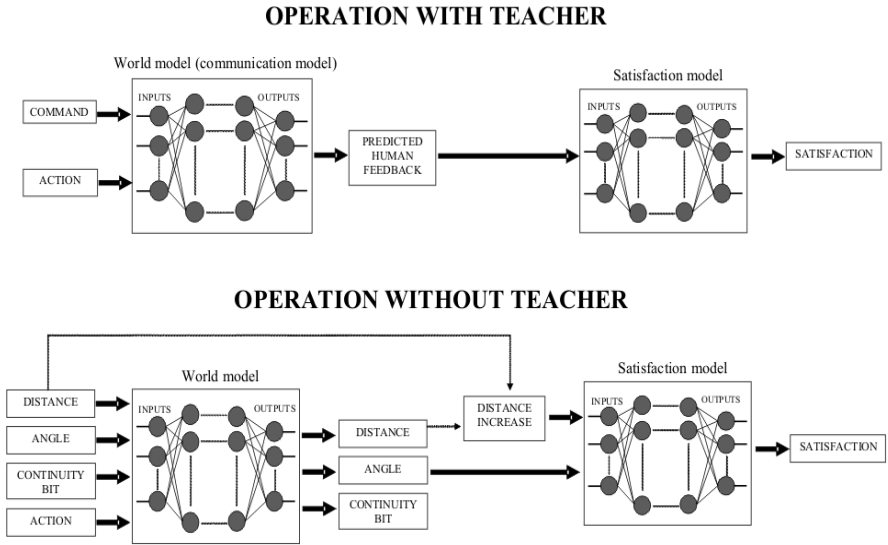 OPERATION WITH TEACHER
World model (communication model)
Satisfaction model
INPUTS
OUTPUTS
INPUTS
OUTPUTS
COMMAND
ACTION
PREDICTED
HUMAN
FEEDBACK
SATISFACTION
OPERATION WITHOUT TEACHER
World model
Satisfaction model
DISTANCE
INPUTS
OUTPUTS
DISTANCE
INCREASE
INPUTS
OUTPUTS
ANGLE
DISTANCE
SATISFACTION
CONTINUITY
BIT
ANGLE
ACTION
CONTINUITY
BIT